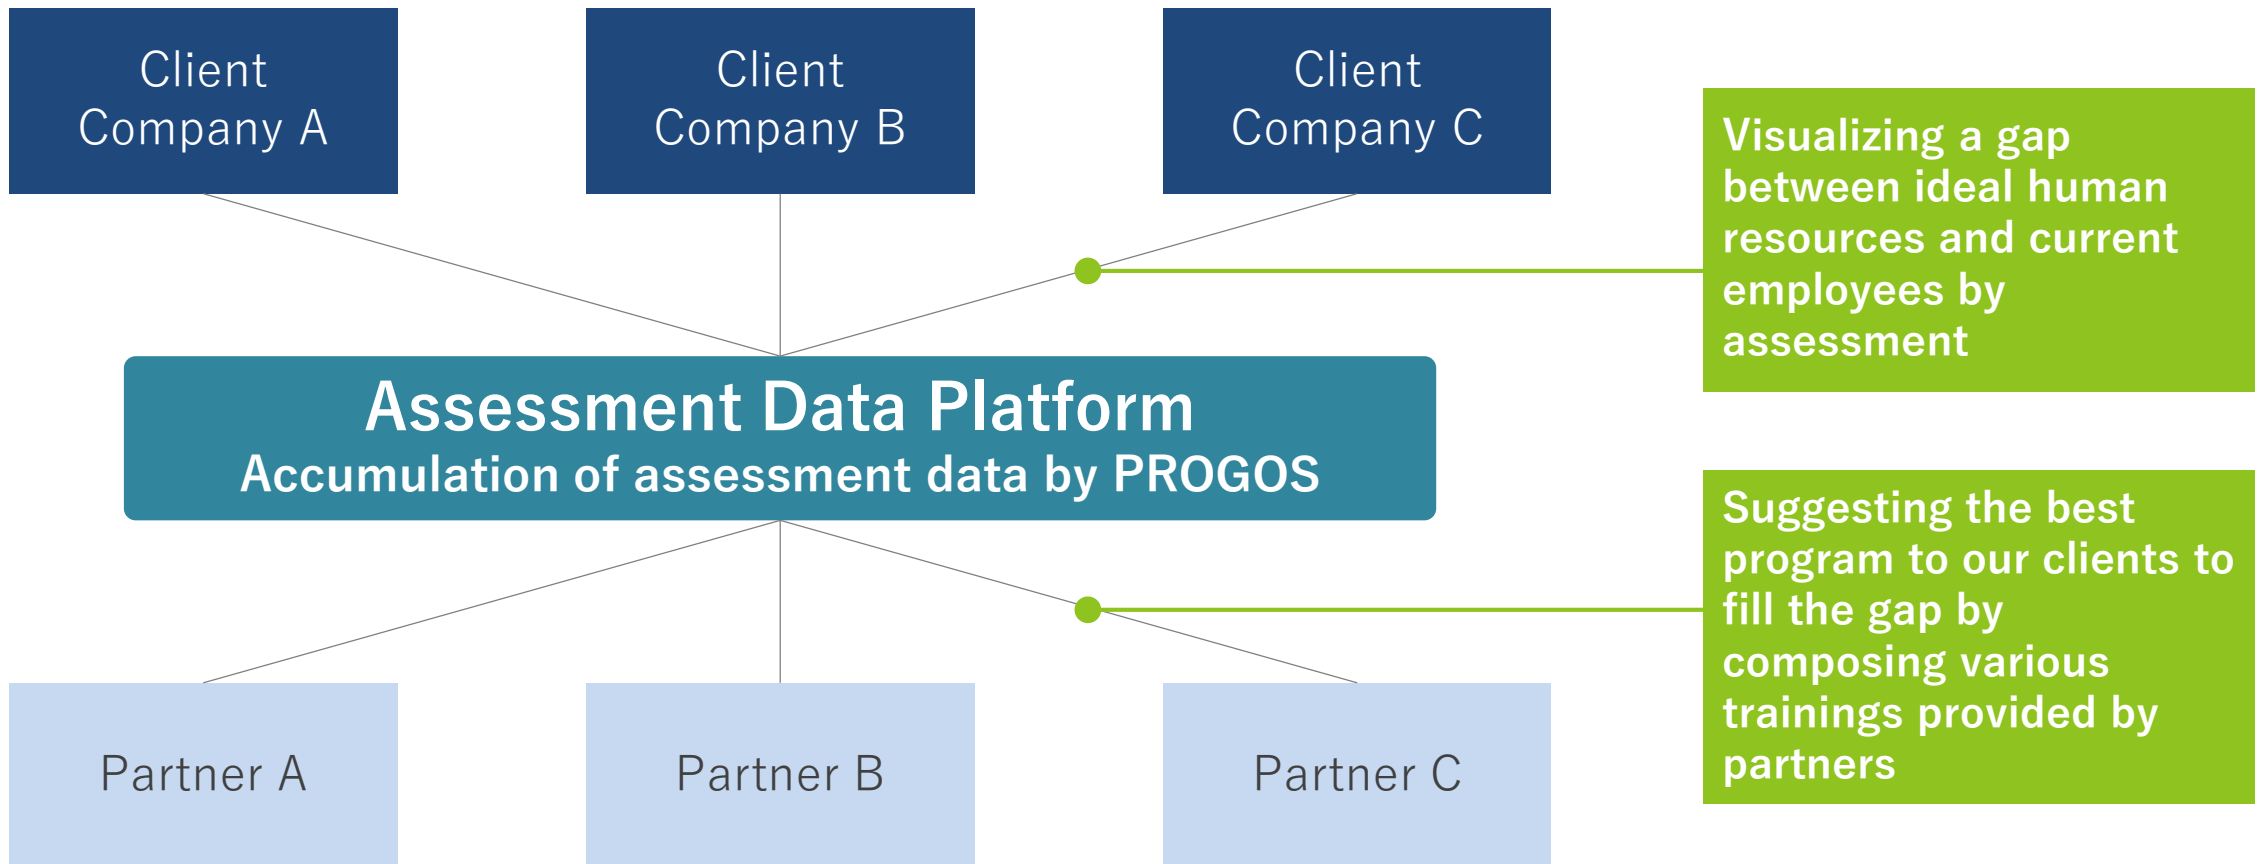 Client
Company A
Client
Company B
Client
Company C
Visualizing a gap
between ideal human
resources and current
employees by
assessment
Assessment Data Platform
Accumulation of assessment data by PROGOS
Suggesting the best
program to our clients to
fill the gap by
composing various
trainings provided by
partners
Partner A
Partner B
Partner C